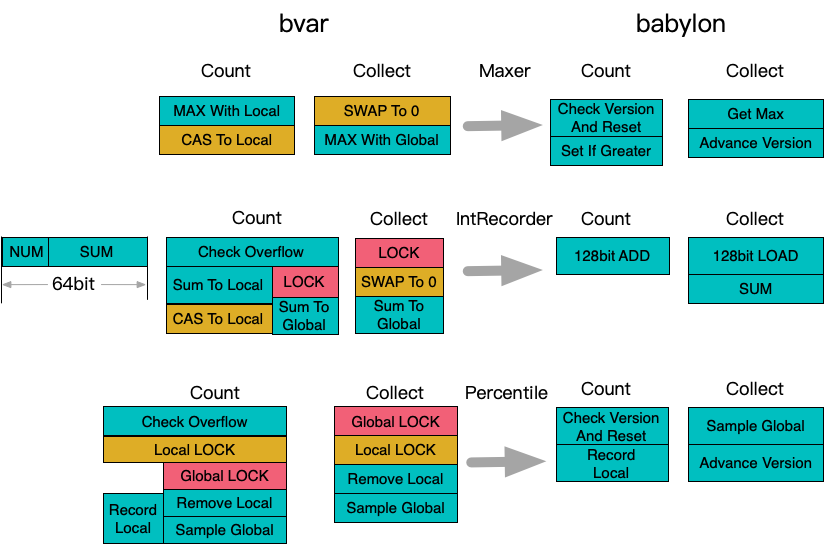 bvar
babylon
Count
Collect
Maxer
Count
Collect
MAX With Local
CAS To Local
SWAP To 0
MAX With Global
Check Version
And Reset
Set If Greater
Get Max
Advance Version
Count
Collect
IntRecorder
Count
Collect
NUM
SUM
64bit
Check Overflow
Sum To Local
LOCK
CAS To Local
Sum To
Global
LOCK
SWAP To 0
Sum To
Global
128bit ADD
128bit LOAD
SUM
Count
Collect
Percentile
Count
Collect
Check Overflow
Local LOCK
Global LOCK
Record
Local
Remove Local
Sample Global
Global LOCK
Local LOCK
Remove Local
Sample Global
Check Version
And Reset
Record
Local
Sample Global
Advance Version